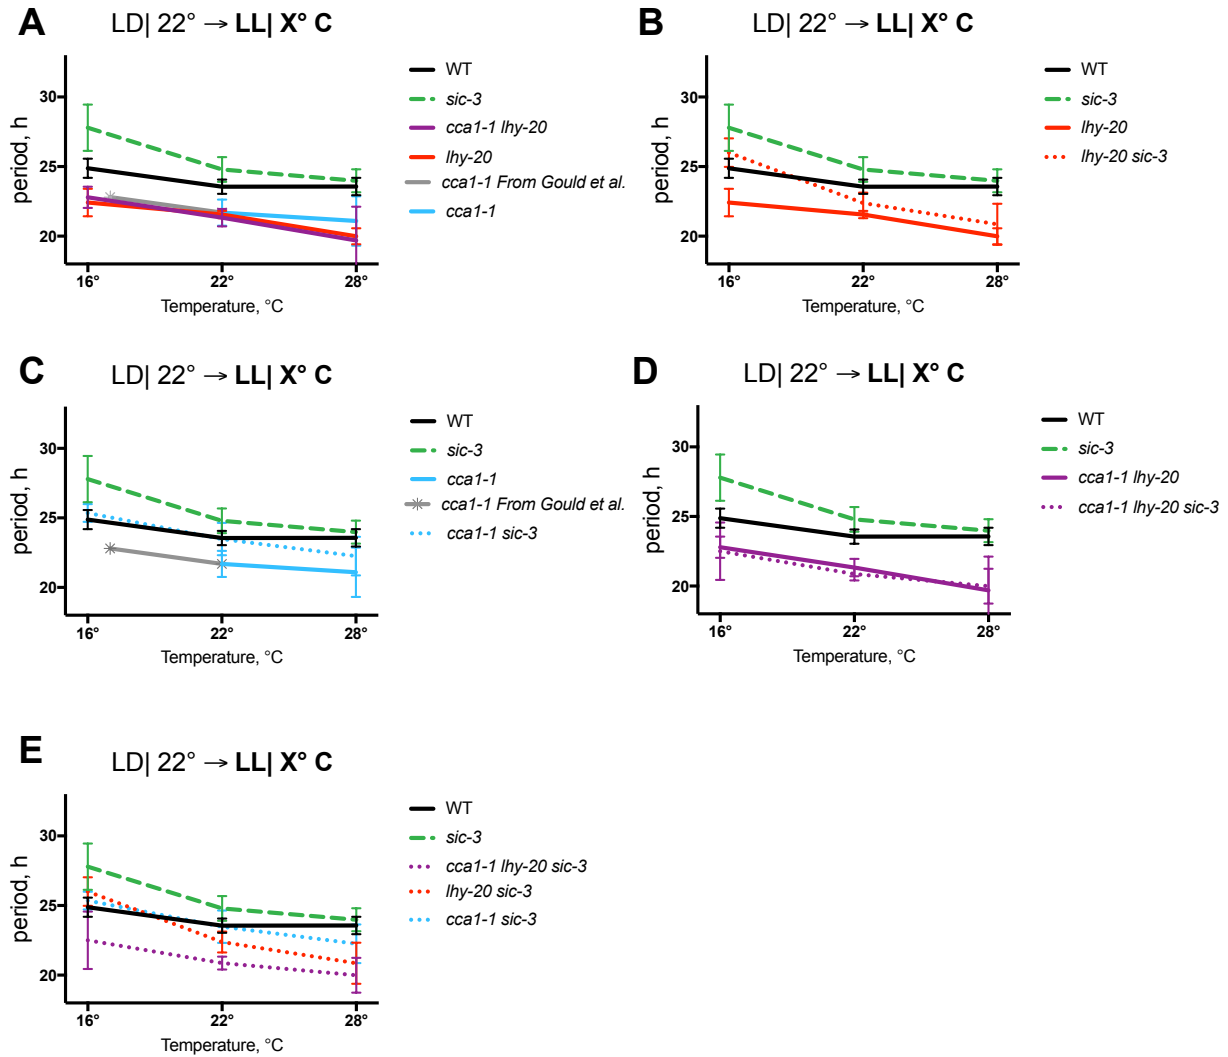 A
LD| 22° → LL| X° C
period, h
30
25
20
16°
22°
28°
Temperature, °C
WT
sic-3
cca1-1 lhy-20
lhy-20
cca1-1 From Gould et al.
cca1-1
B
LD| 22° → LL| X° C
period, h
30
25
20
16°
22°
28°
Temperature, °C
WT
sic-3
lhy-20
lhy-20 sic-3
C
LD| 22° → LL| X° C
period, h
30
25
20
16°
22°
28°
Temperature, °C
WT
sic-3
cca1-1
cca1-1 From Gould et al.
cca1-1 sic-3
D
LD| 22° → LL| X° C
period, h
30
25
20
16°
22°
28°
Temperature, °C
WT
sic-3
cca1-1 lhy-20
cca1-1 lhy-20 sic-3
E
LD| 22° → LL| X° C
period, h
30
25
20
16°
22°
28°
Temperature, °C
WT
sic-3
cca1-1 lhy-20 sic-3
lhy-20 sic-3
cca1-1 sic-3